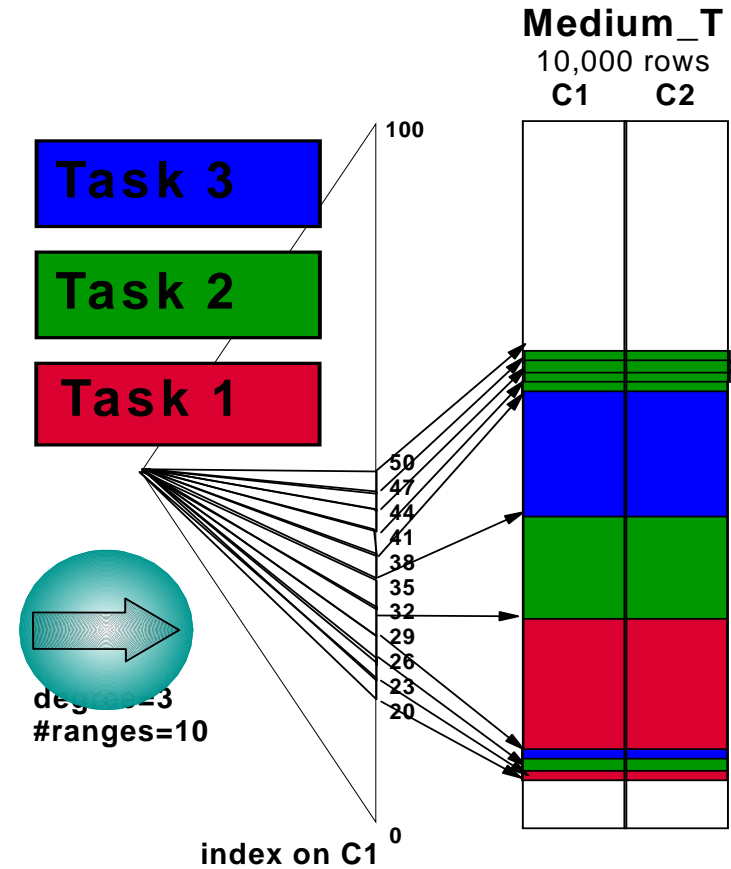 Medium_T
10,000 rows
C1 C2
100
Task 3
Task 2
Task 1
50
47
44
41
38
35
32
29
26
23
20
degree=3
#ranges=10
0
index on C1